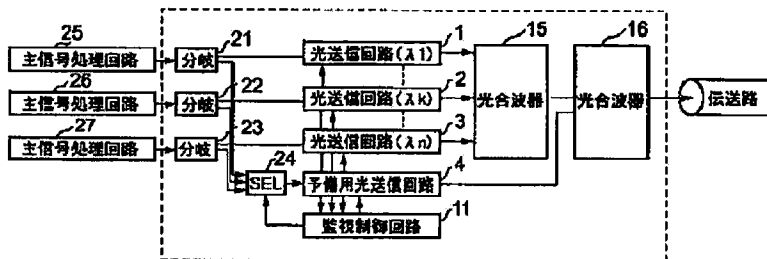 25
主信号処理回路
26
主信号処理回路
27
主信号処理回路
21
分岐
22
分岐
23
分岐
24
SEL
1
光送信回路(λ1)
2
光送信回路(λk)
3
光送信回路(λn)
4
予備用光送信回路
11
監視制御回路
15
光合波器
16
光合波器
伝送路